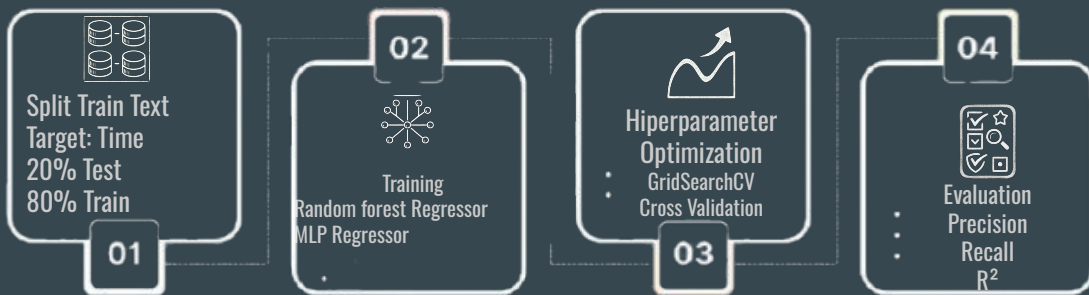 Split Train Text
Target: Time
20% Test
80% Train
01
02
Training
Random forest Regressor
MLP Regressor
Hiperparameter
Optimization
GridSearchCV
Cross Validation
03
04
Evaluation
Precision
Recall
R²